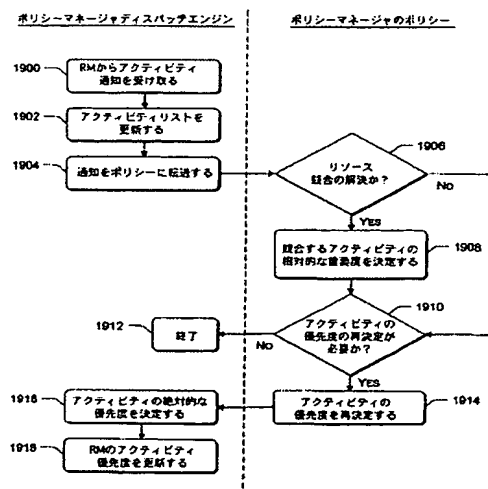 ポリシーマネージャディスパッチエンジン
ポリシーマネージャのポリシー
1900
RMからアクティビティ
通知を受け取る
1902
アクティビティリストを
更新する
1904
通知をポリシーに転送する
1906
リソース
競合の解決か?
NO
YES
1908
競合するアクティビティの
相対的な重要度を決定する
1910
アクティビティの
優先度の再決定が
必要か?
1912
終了
NO
YES
1914
アクティビティの
優先度を再決定する
1916
アクティビティの絶対的な
優先度を決定する
1918
RMのアクティビティ
優先度を更新する